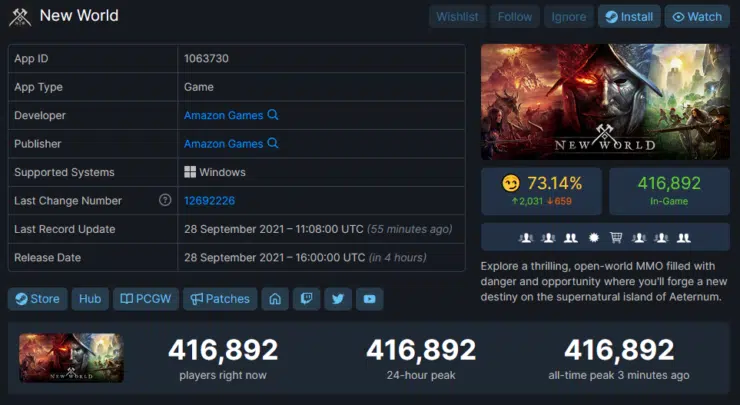 New World
Wishlist
Follow
Ignore
Install
Watch
App ID 1063730
App Type Game
Developer Amazon Games
Publisher Amazon Games
Supported Systems Windows
Last Change Number ? 12692226
Last Record Update 28 September 2021 – 11:08:00 UTC (55 minutes ago)
Release Date 28 September 2021 – 16:00:00 UTC (in 4 hours)
NEW WORLD
73.14%
↑2,031 ↓659
416,892
In-Game
Explore a thrilling, open-world MMO filled with
danger and opportunity where you'll forge a new
destiny on the supernatural island of Aeternum.
Store
Hub
PCGW
Patches
NEW WORLD
416,892
players right now
416,892
24-hour peak
416,892
all-time peak 3 minutes ago